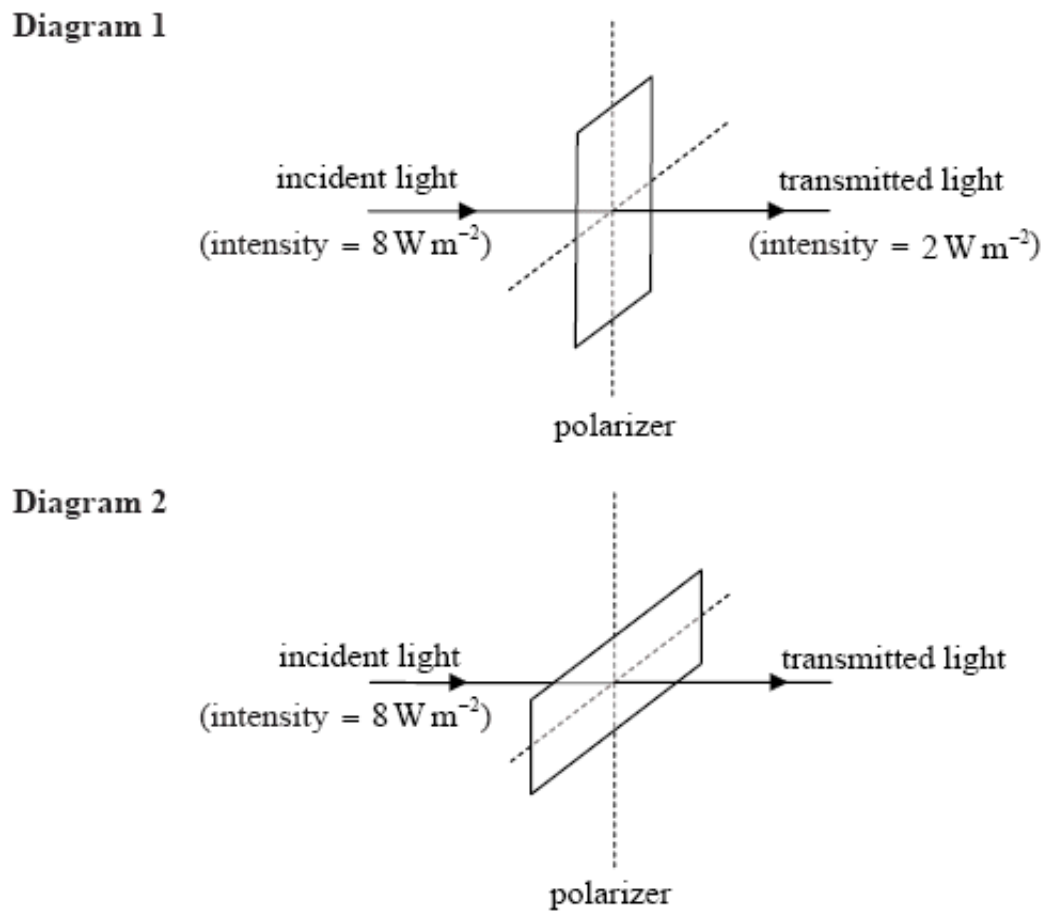 Diagram 1
incident light
(intensity = 8 W m⁻²)
transmitted light
(intensity = 2 W m⁻²)
polarizer
Diagram 2
incident light
(intensity = 8 W m⁻²)
transmitted light
polarizer